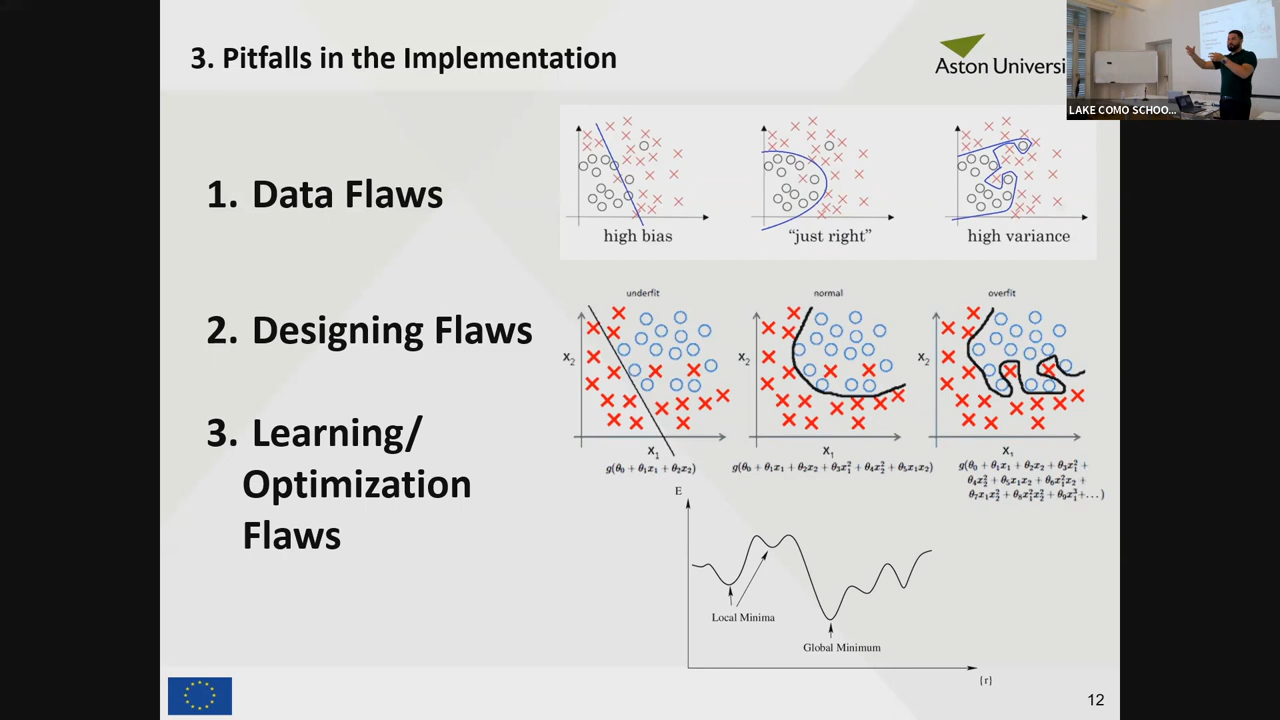 3. Pitfalls in the Implementation
Aston Universi
LAKE COMO SCHOO...
1. Data Flaws
high bias
“just right”
high variance
2. Designing Flaws
underfit
normal
overfit
X₂
X₂
X₂
X₁
X₁
X₁
g(θ₀ + θ₁x₁ + θ₂x₂)
g(θ₀ + θ₁x₁ + θ₂x₂ + θ₃x₁² + θ₄x₂² + θ₅x₁x₂)
g(θ₀ + θ₁x₁ + θ₂x₂ + θ₃x₁² +
θ₄x₂² + θ₅x₁x₂ + θ₆x₁²x₂ +
θ₇x₁x₂² + θ₈x₁²x₂² + θ₉x₁³ + ...)
3. Learning/
Optimization
Flaws
E
Local Minima
Global Minimum
{r}
12